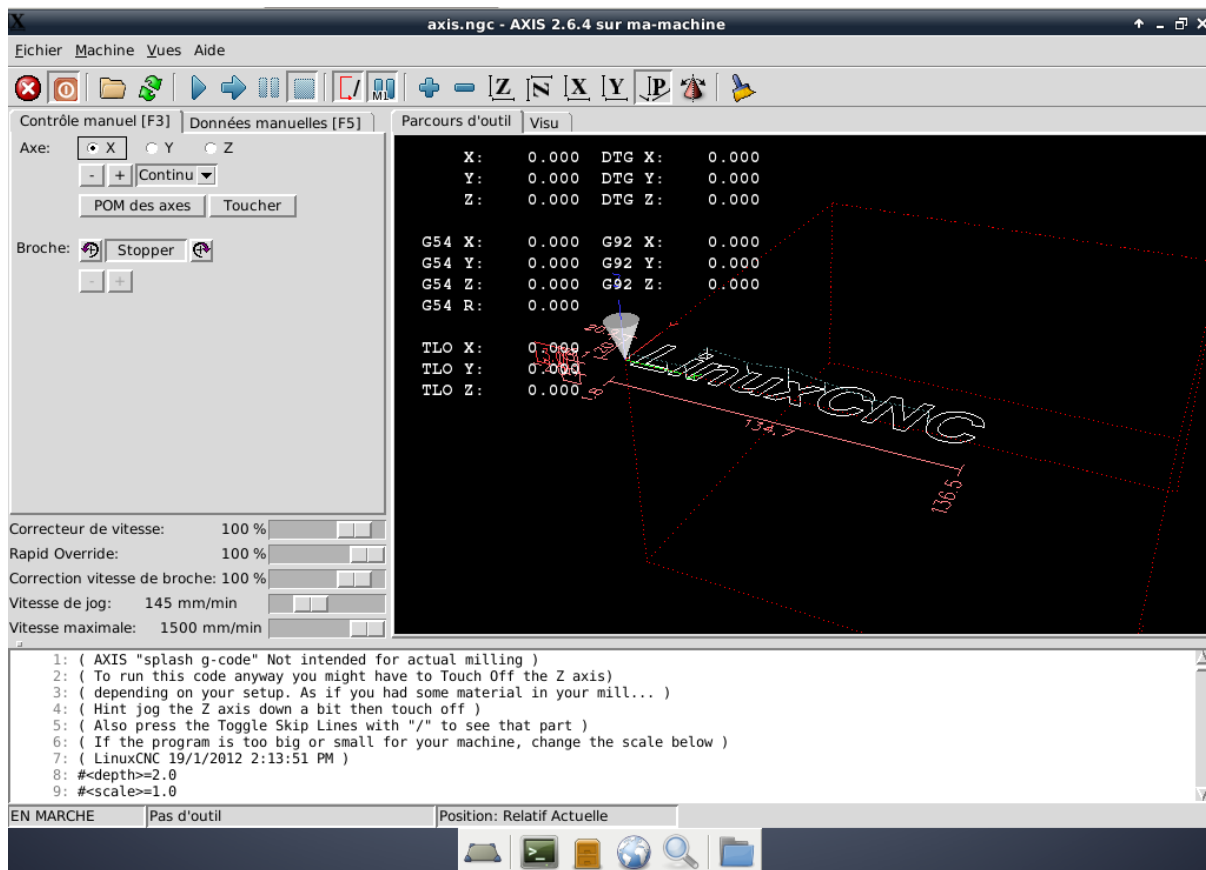 axis.ngc - AXIS 2.6.4 sur ma-machine
Fichier Machine Vues Aide
Z N X Y P
M1
Contrôle manuel [F3] Données manuelles [F5]
Axe: X Y Z
- + Continu
POM des axes Toucher
Broche: Stopper
- +
Correcteur de vitesse: 100 %
Rapid Override: 100 %
Correction vitesse de broche: 100 %
Vitesse de jog: 145 mm/min
Vitesse maximale: 1500 mm/min
Parcours d'outil Visu
X: 0.000 DTG X: 0.000
Y: 0.000 DTG Y: 0.000
Z: 0.000 DTG Z: 0.000
G54 X: 0.000 G92 X: 0.000
G54 Y: 0.000 G92 Y: 0.000
G54 Z: 0.000 G92 Z: 0.000
G54 R: 0.000
TLO X: 0.000
TLO Y: 0.000
TLO Z: 0.000
LinuxCNC
134.7
136.5
1: ( AXIS "splash g-code" Not intended for actual milling )
2: ( To run this code anyway you might have to Touch Off the Z axis)
3: ( depending on your setup. As if you had some material in your mill... )
4: ( Hint jog the Z axis down a bit then touch off )
5: ( Also press the Toggle Skip Lines with "/" to see that part )
6: ( If the program is too big or small for your machine, change the scale below )
7: ( LinuxCNC 19/1/2012 2:13:51 PM )
8: #<depth>=2.0
9: #<scale>=1.0
EN MARCHE Pas d'outil Position: Relatif Actuelle